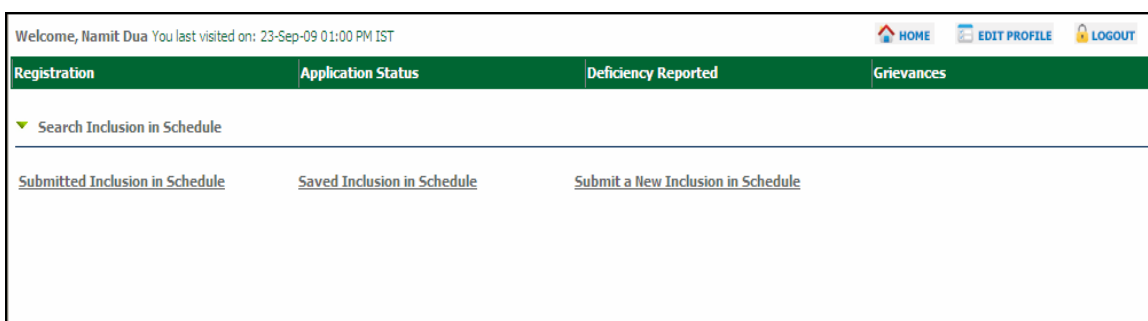 Welcome, Namit Dua You last visited on: 23-Sep-09 01:00 PM IST HOME EDIT PROFILE LOGOUT
Registration Application Status Deficiency Reported Grievances
Search Inclusion in Schedule
Submitted Inclusion in Schedule Saved Inclusion in Schedule Submit a New Inclusion in Schedule